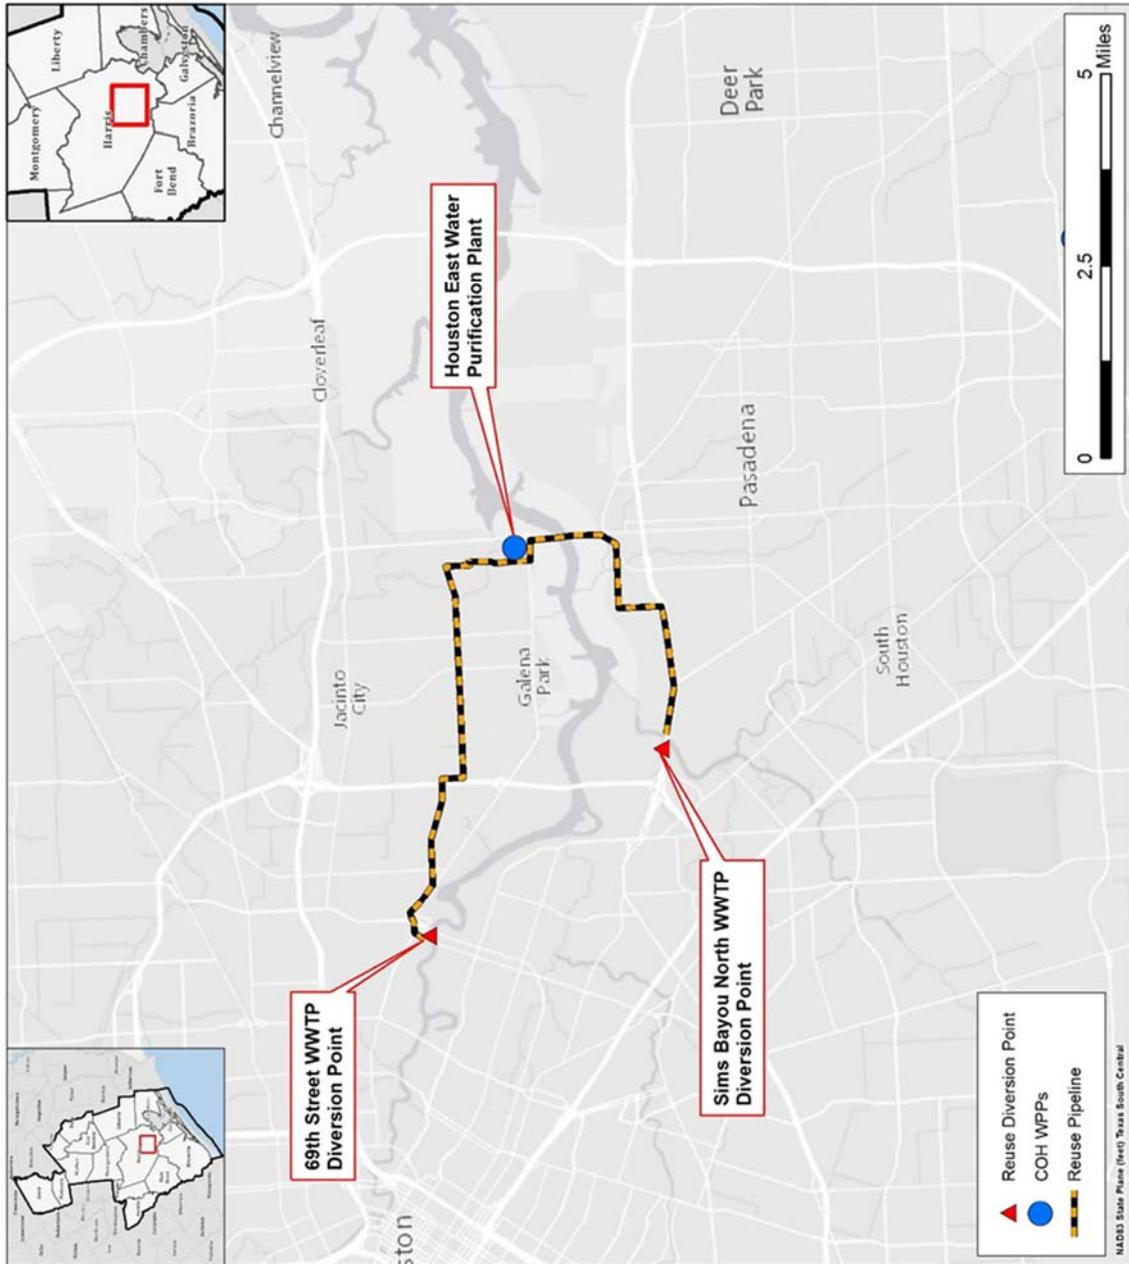 Montgomery
Liberty
Harris
Chambers
Galveston
Fort
Bend
Brazoria
Channelview
Cloverleaf
Jacinto
City
Galena
Park
Deer
Park
Pasadena
South
Houston
ston
Houston East Water
Purification Plant
69th Street WWTP
Diversion Point
Sims Bayou North WWTP
Diversion Point
Reuse Diversion Point
COH WPPs
Reuse Pipeline
0 2.5 5
Miles
NAD83 State Plane (feet) Texas South Central